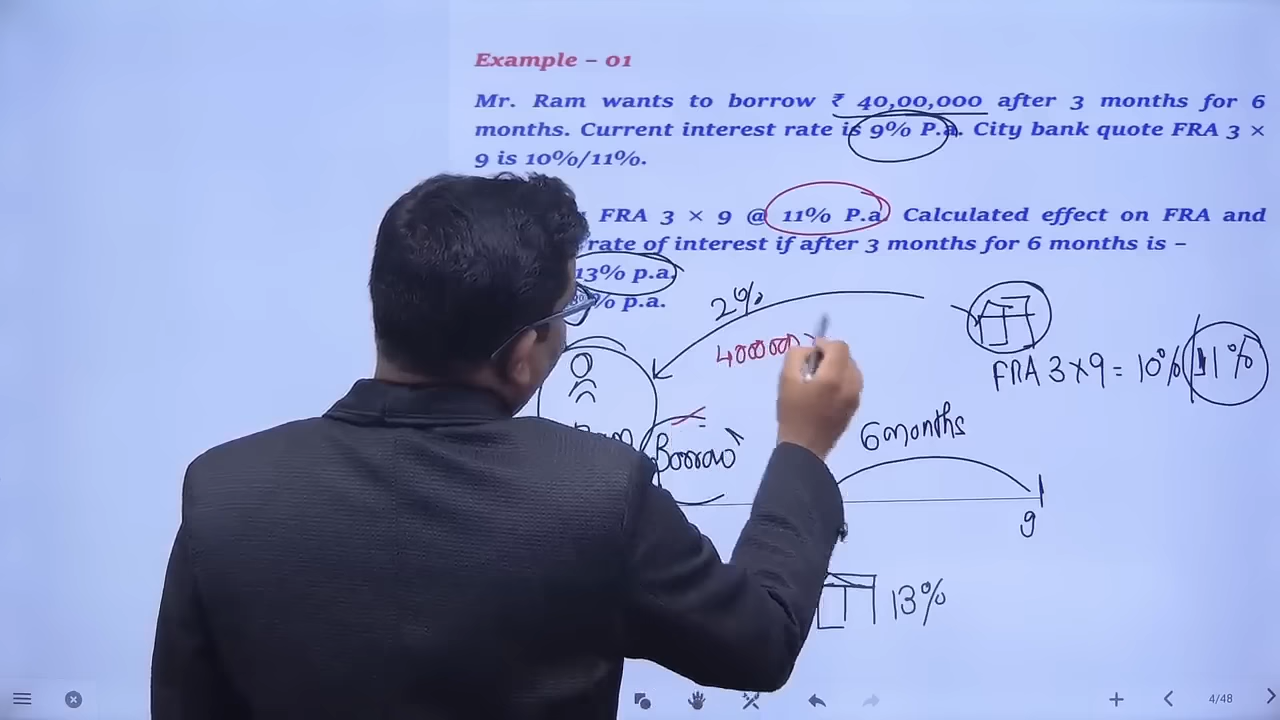 Example – 01
Mr. Ram wants to borrow ₹ 40,00,000 after 3 months for 6
months. Current interest rate is 9% P.a. City bank quote FRA 3 ×
9 is 10%/11%.
FRA 3 × 9 @ 11% P.a. Calculated effect on FRA and
rate of interest if after 3 months for 6 months is –
13% p.a.
% p.a.
2%
FRA 3×9 = 10% 11%
6 months
Borrow
9
13%
4/48